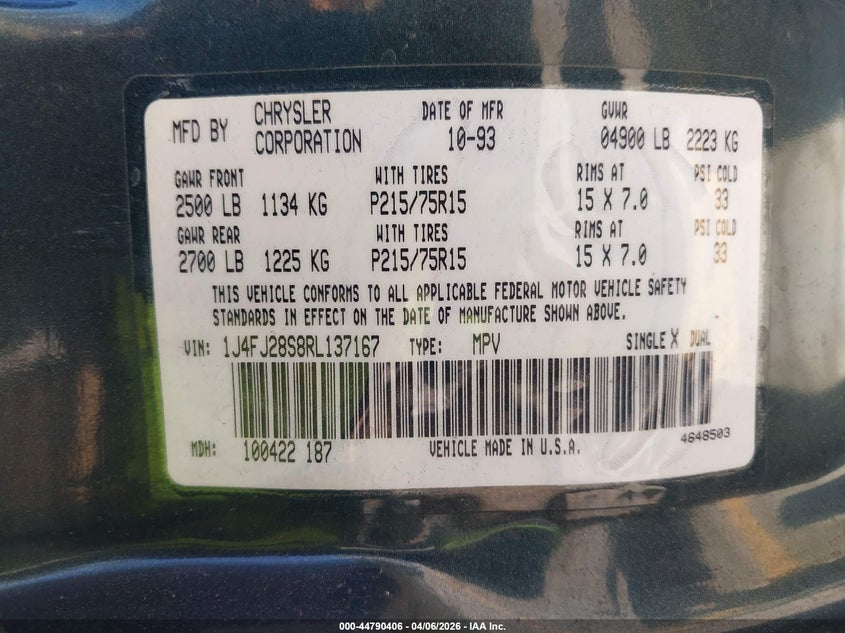 MFD BY CHRYSLER CORPORATION DATE OF MFR 10-93 GVWR 04900 LB 2223 KG
GAWR FRONT WITH TIRES RIMS AT PSI COLD
2500 LB 1134 KG P215/75R15 15 X 7.0 33
GAWR REAR WITH TIRES RIMS AT PSI COLD
2700 LB 1225 KG P215/75R15 15 X 7.0 33
THIS VEHICLE CONFORMS TO ALL APPLICABLE FEDERAL MOTOR VEHICLE SAFETY
STANDARDS IN EFFECT ON THE DATE OF MANUFACTURE SHOWN ABOVE.
VIN: 1J4FJ28S8RL137167 TYPE: MPV SINGLE X DUAL
MDH: 100422 187 VEHICLE MADE IN U.S.A. 4648503
000-44790406 - 04/06/2026 - IAA Inc.